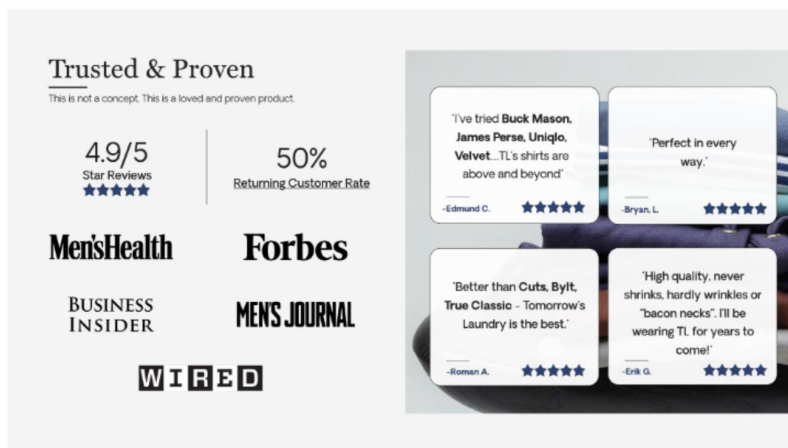 Trusted & Proven
This is not a concept. This is a loved and proven product.
4.9/5
Star Reviews
50%
Returning Customer Rate
Men'sHealth
Forbes
BUSINESS
INSIDER
MEN'S JOURNAL
WIRED
"I've tried Buck Mason,
James Perse, Uniqlo,
Velvet...TL's shirts are
above and beyond"
-Edmund C.
"Perfect in every
way."
-Bryan, L.
"Better than Cuts, Bylt,
True Classic - Tomorrow's
Laundry is the best."
-Roman A.
"High quality, never
shrinks, hardly wrinkles or
"bacon necks". I'll be
wearing TL for years to
come!"
-Erik G.